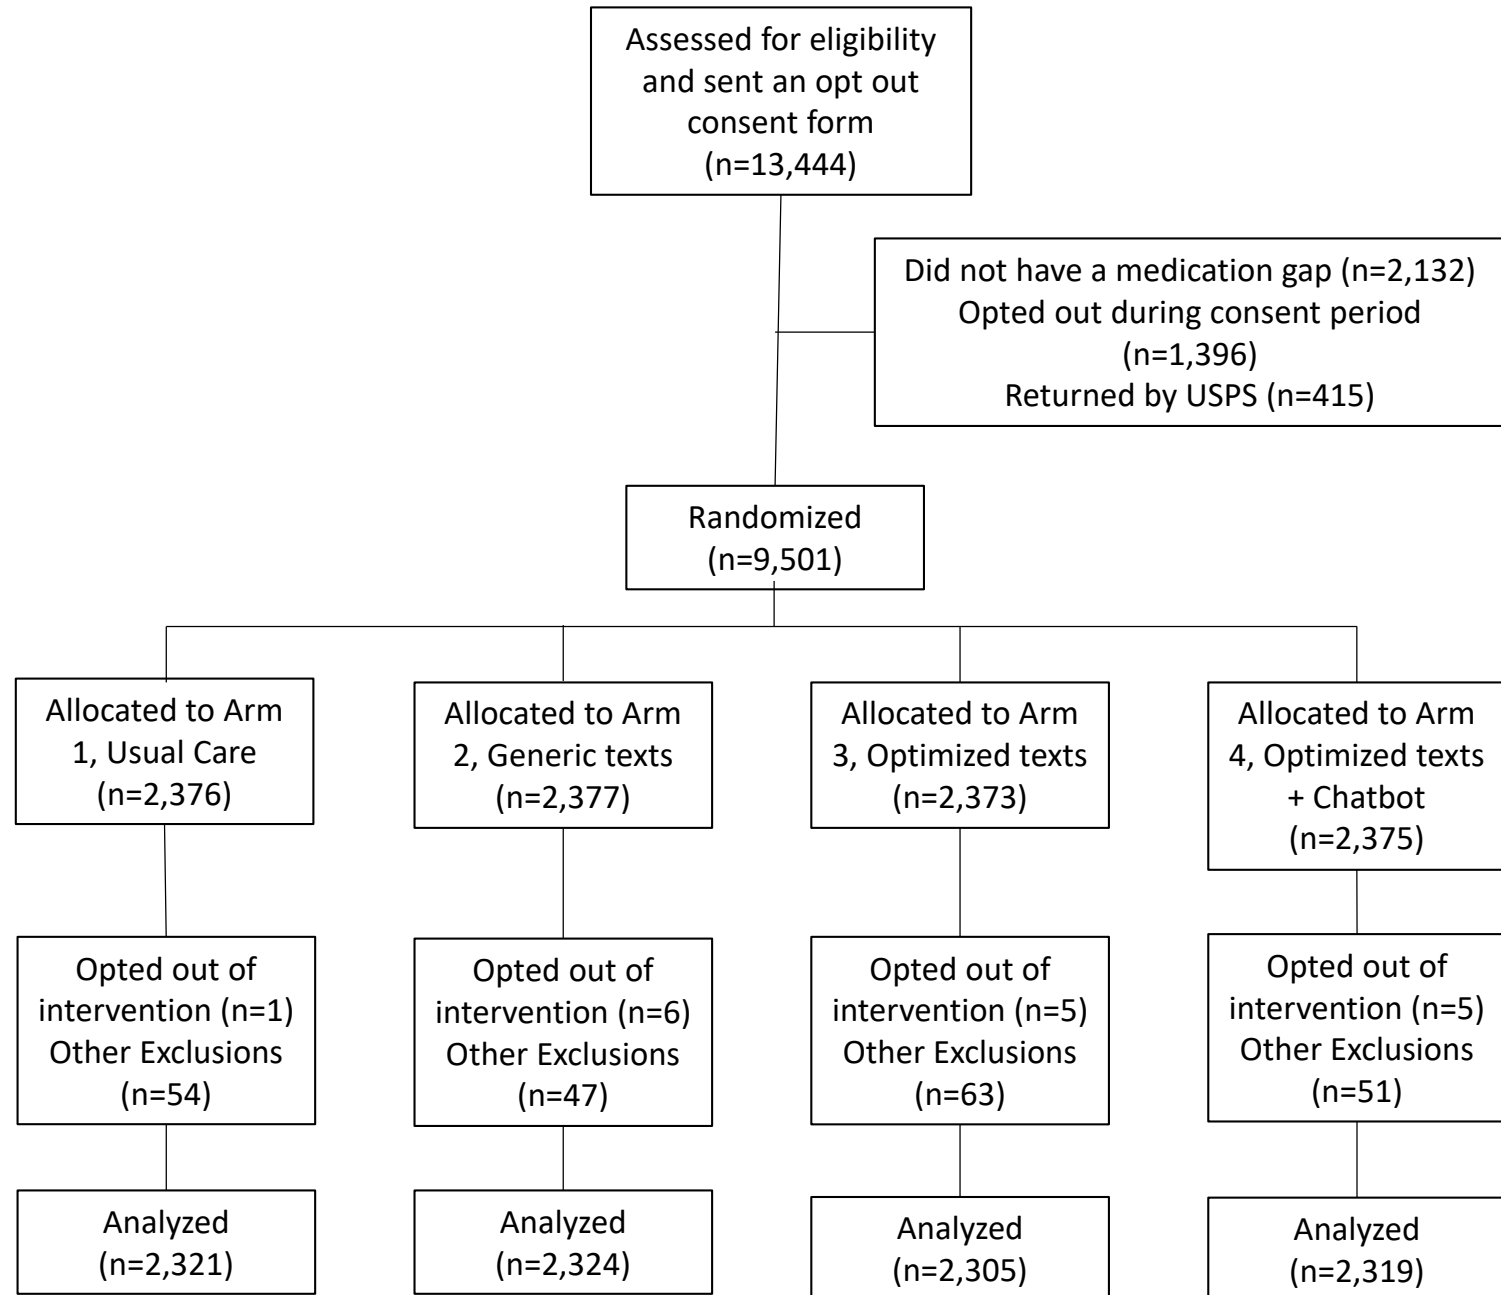 Assessed for eligibility
and sent an opt out
consent form
(n=13,444)
Did not have a medication gap (n=2,132)
Opted out during consent period
(n=1,396)
Returned by USPS (n=415)
Randomized
(n=9,501)
Allocated to Arm
1, Usual Care
(n=2,376)
Allocated to Arm
2, Generic texts
(n=2,377)
Allocated to Arm
3, Optimized texts
(n=2,373)
Allocated to Arm
4, Optimized texts
+ Chatbot
(n=2,375)
Opted out of
intervention (n=1)
Other Exclusions
(n=54)
Opted out of
intervention (n=6)
Other Exclusions
(n=47)
Opted out of
intervention (n=5)
Other Exclusions
(n=63)
Opted out of
intervention (n=5)
Other Exclusions
(n=51)
Analyzed
(n=2,321)
Analyzed
(n=2,324)
Analyzed
(n=2,305)
Analyzed
(n=2,319)